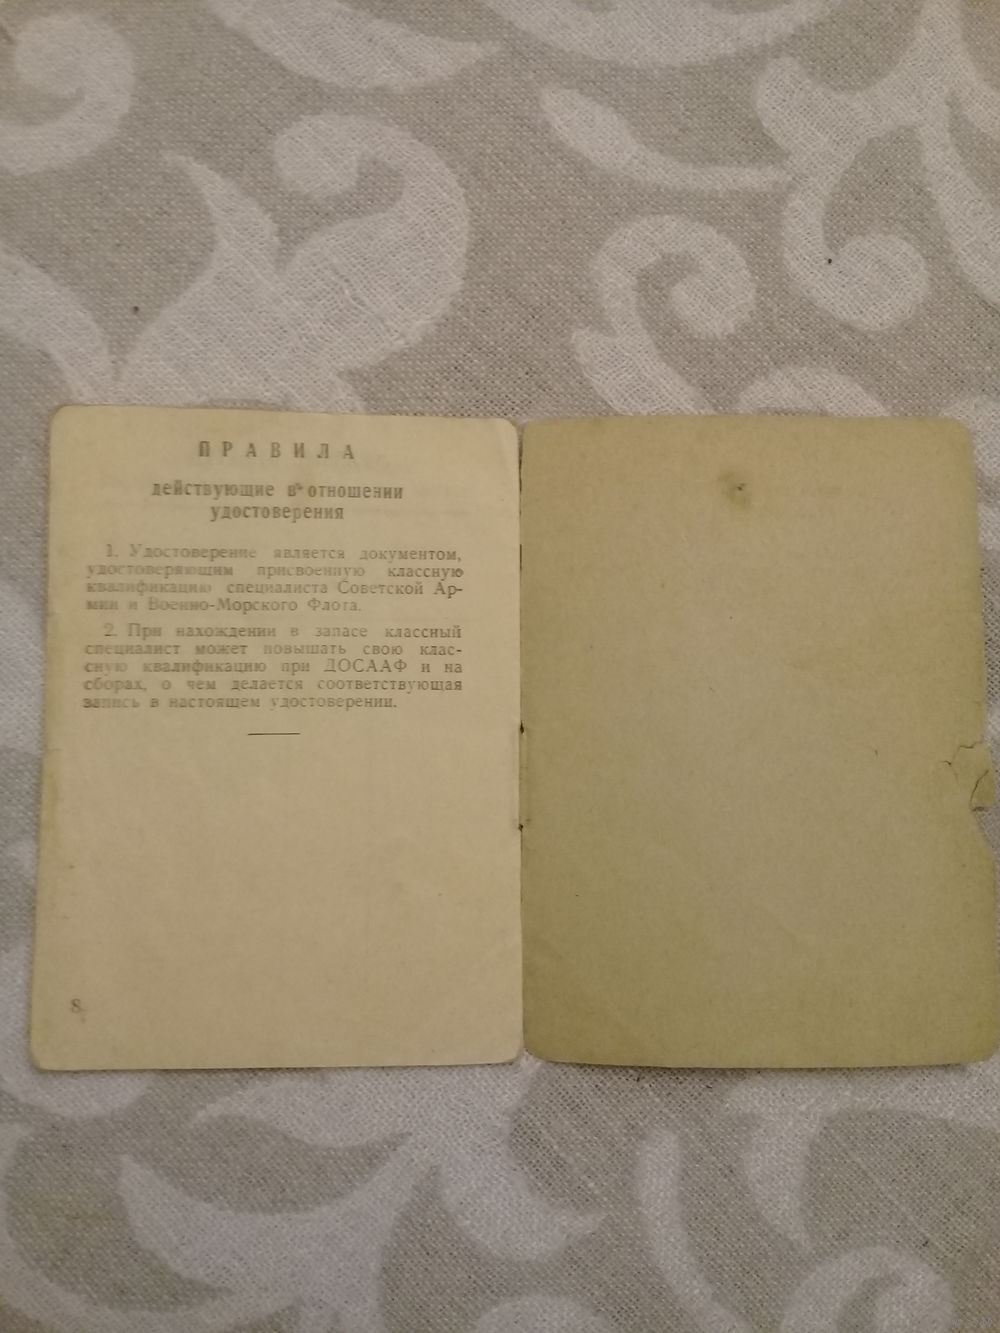 ПРАВИЛА
действующие в отношении
удостоверения
1. Удостоверение является документом,
удостоверяющим присвоенную классную
квалификацию специалиста Советской Ар-
мии и Военно-Морского Флота.
2. При нахождении в запасе классный
специалист может повышать свою клас-
сную квалификацию при ДОСААФ и на
сборах, о чем делается соответствующая
запись в настоящем удостоверении.
8